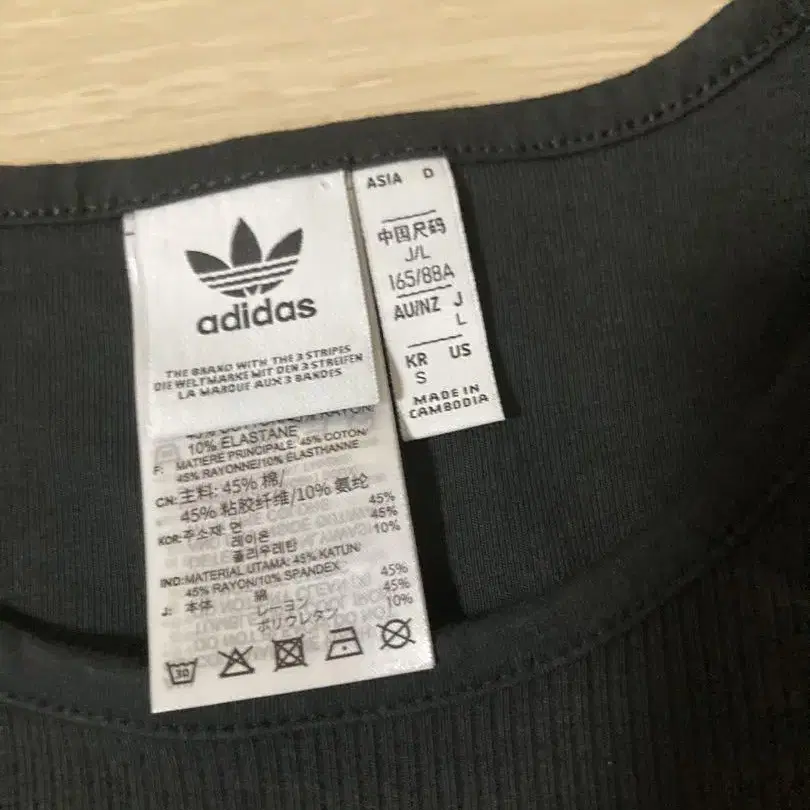 adidas
THE BRAND WITH THE 3 STRIPES
DIE WELTMARKE MIT DEN 3 STREIFEN
LA MARQUE AUX 3 BANDES
ASIA D
中国尺码
J/L
165/88A
AU/NZ J
L
KR US
S
MADE IN
CAMBODIA
10% ELASTANE
F: MATIERE PRINCIPALE: 45% COTON/
45% RAYONNE/10% ELASTHANNE
CN: 主料: 45% 棉/
45% 粘胶纤维/10% 氨纶
KOR: 주소재: 면 45%
레이온 45%
폴리우레탄 10%
IND: MATERIAL UTAMA: 45% KATUN/
45% RAYON/10% SPANDEX
J: 本体 綿 45%
レーヨン 45%
ポリウレタン 10%
30